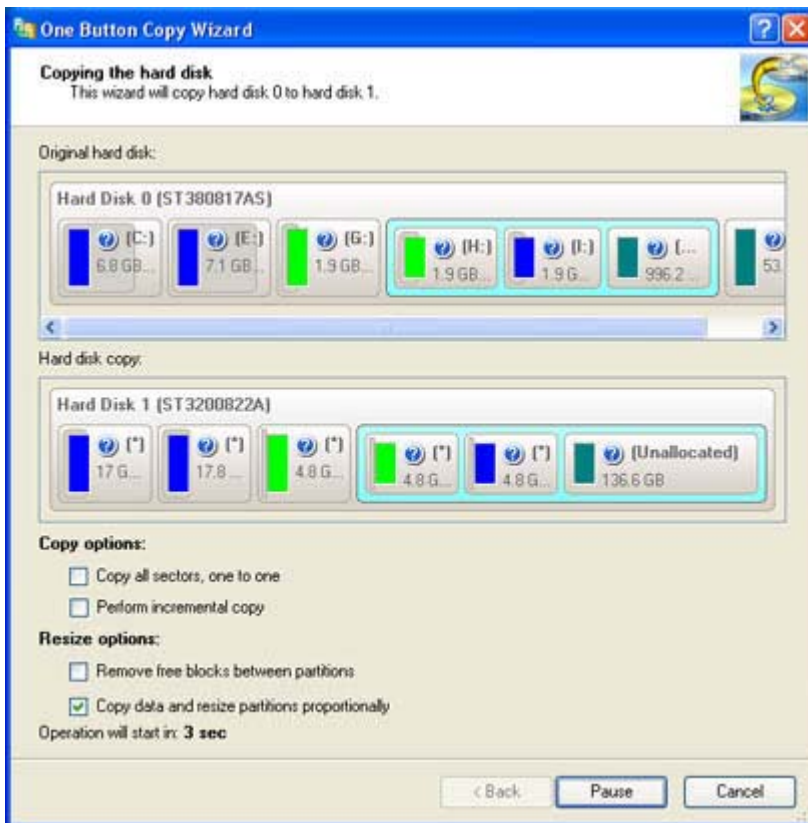 One Button Copy Wizard
Copying the hard disk
This wizard will copy hard disk 0 to hard disk 1.
Original hard disk:
Hard Disk 0 (ST380817AS)
(C:) (E:) (G:) (H:) (I:) (...
6.8 GB... 7.1 GB... 1.9 GB... 1.9 GB... 1.9 G... 996.2 ... 53.
Hard disk copy:
Hard Disk 1 (ST3200822A)
(*) (*) (*) (*) (*) (Unallocated)
17 G... 17.8 ... 4.8 G... 4.8 G... 4.8 G... 136.6 GB
Copy options:
Copy all sectors, one to one
Perform incremental copy
Resize options:
Remove free blocks between partitions
Copy data and resize partitions proportionally
Operation will start in: 3 sec
< Back Pause Cancel